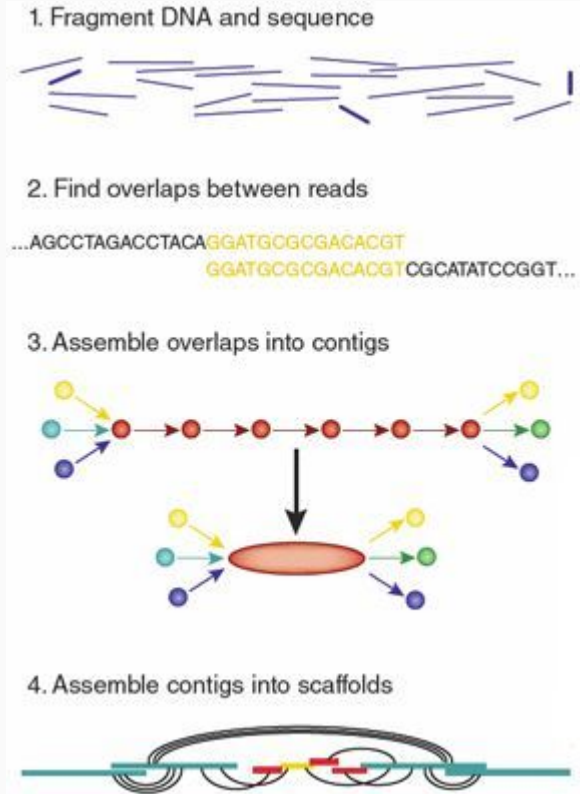 1. Fragment DNA and sequence
2. Find overlaps between reads
...AGCCTAGACCTACAGGATGCGCGACACGT
GGATGCGCGACACGTCGCATATCCGGT...
3. Assemble overlaps into contigs
4. Assemble contigs into scaffolds